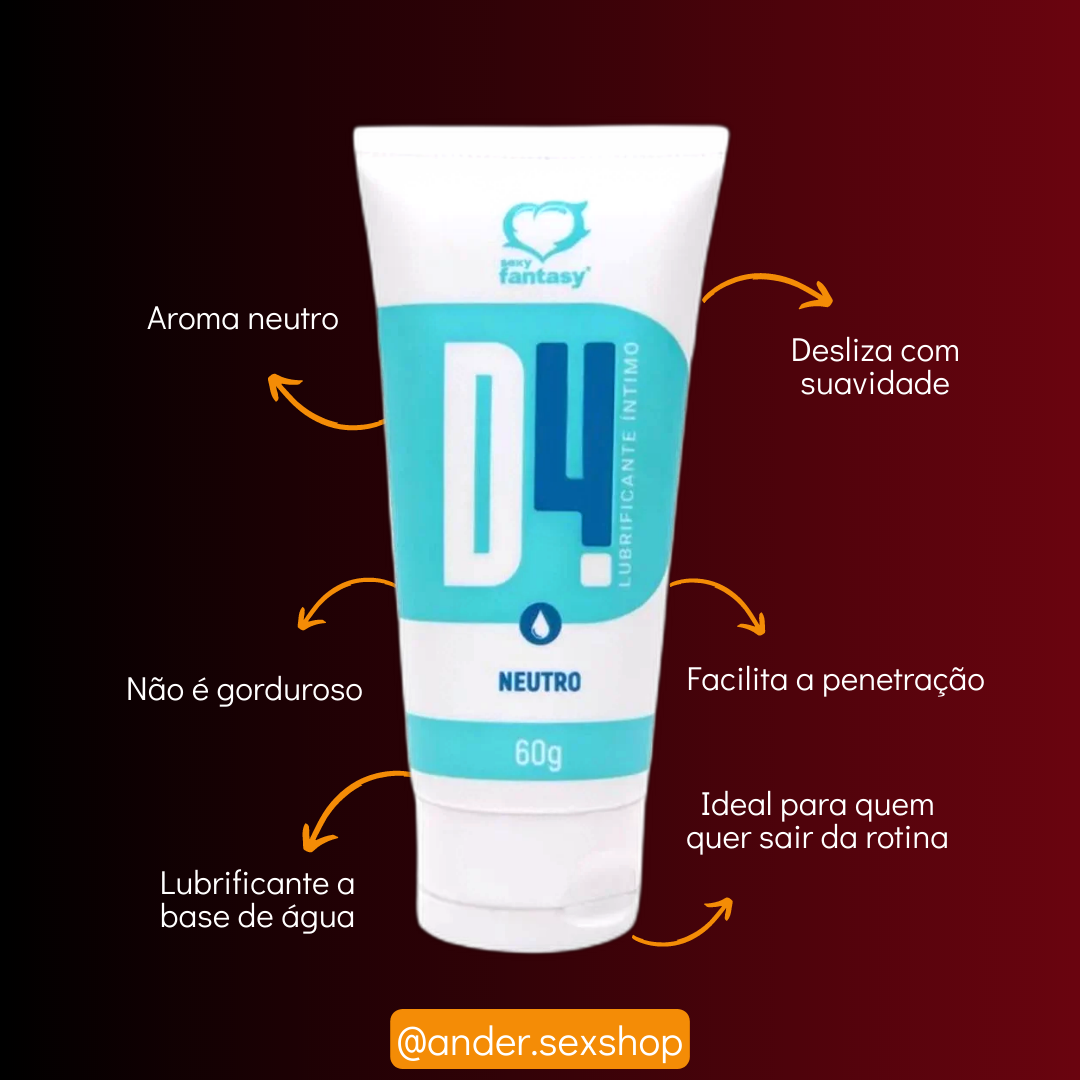 sexy
fantasy
Aroma neutro
Desliza com
suavidade
D4
LUBRIFICANTE ÍNTIMO
Não é gorduroso
NEUTRO
Facilita a penetração
60g
Ideal para quem
quer sair da rotina
Lubrificante a
base de água
@ander.sexshop